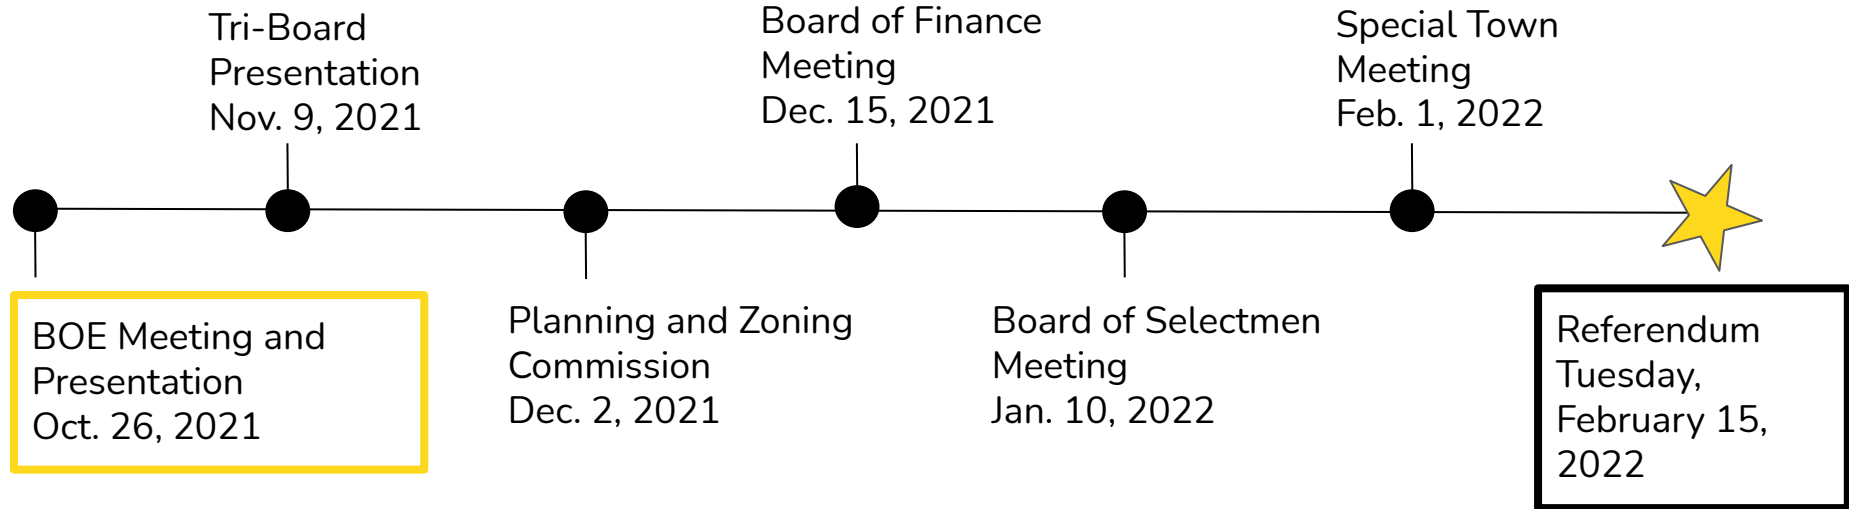 Tri-Board
Presentation
Nov. 9, 2021
Board of Finance
Meeting
Dec. 15, 2021
Special Town
Meeting
Feb. 1, 2022
BOE Meeting and
Presentation
Oct. 26, 2021
Planning and Zoning
Commission
Dec. 2, 2021
Board of Selectmen
Meeting
Jan. 10, 2022
Referendum
Tuesday,
February 15,
2022